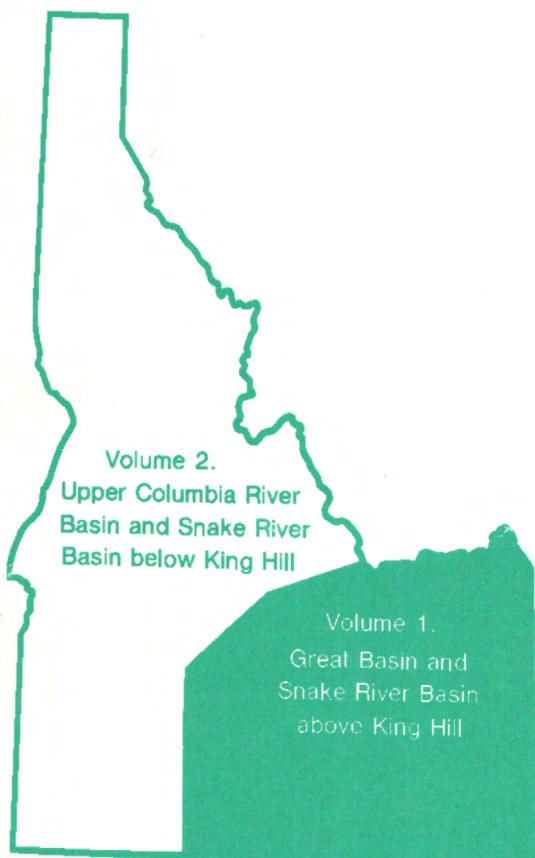 Volume 2.
Upper Columbia River
Basin and Snake River
Basin below King Hill
Volume 1.
Great Basin and
Snake River Basin
above King Hill